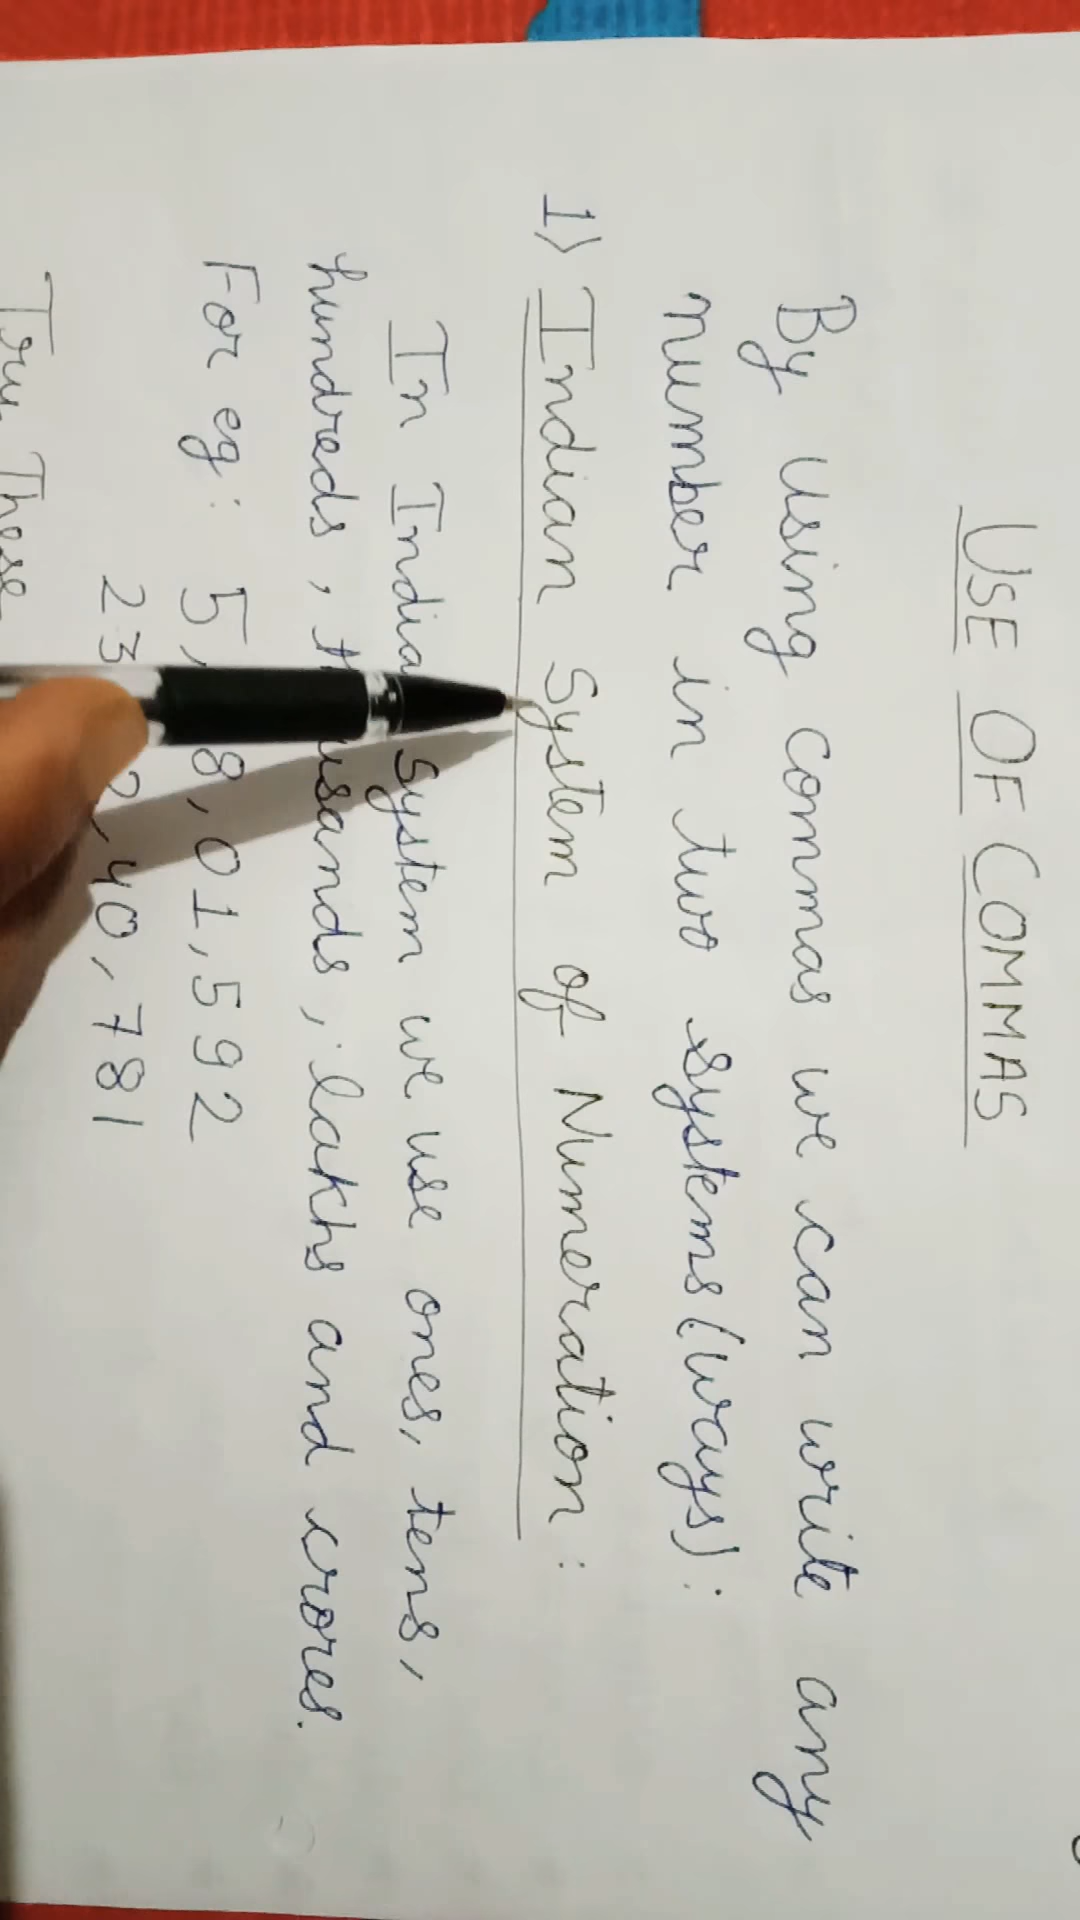 USE OF COMMAS
By using commas we can write any
number in two systems (ways):
1) Indian System of Numeration:
In System we use ones, tens,
hundreds, lakhs and crores.
For eg: 5, 8,01,592
23 2,40,781
These